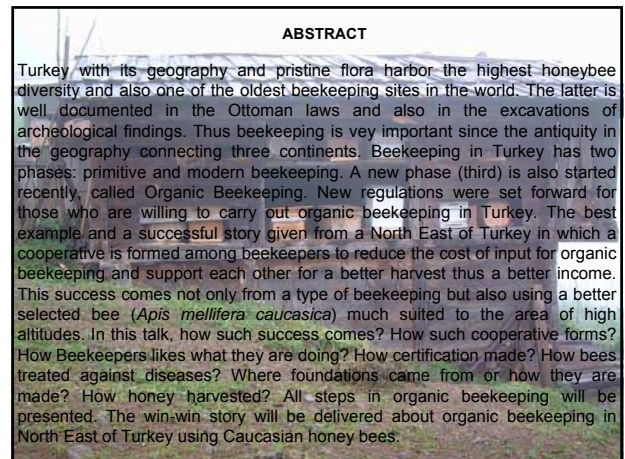 ABSTRACT
Turkey with its geography and pristine flora harbor the highest honeybee
diversity and also one of the oldest beekeeping sites in the world. The latter is
well documented in the Ottoman laws and also in the excavations of
archeological findings. Thus beekeeping is vey important since the antiquity in
the geography connecting three continents. Beekeeping in Turkey has two
phases: primitive and modern beekeeping. A new phase (third) is also started
recently, called Organic Beekeeping. New regulations were set forward for
those who are willing to carry out organic beekeeping in Turkey. The best
example and a successful story given from a North East of Turkey in which a
cooperative is formed among beekeepers to reduce the cost of input for organic
beekeeping and support each other for a better harvest thus a better income.
This success comes not only from a type of beekeeping but also using a better
selected bee (Apis mellifera caucasica) much suited to the area of high
altitudes. In this talk, how such success comes? How such cooperative forms?
How Beekeepers likes what they are doing? How certification made? How bees
treated against diseases? Where foundations came from or how they are
made? How honey harvested? All steps in organic beekeeping will be
presented. The win-win story will be delivered about organic beekeeping in
North East of Turkey using Caucasian honey bees.